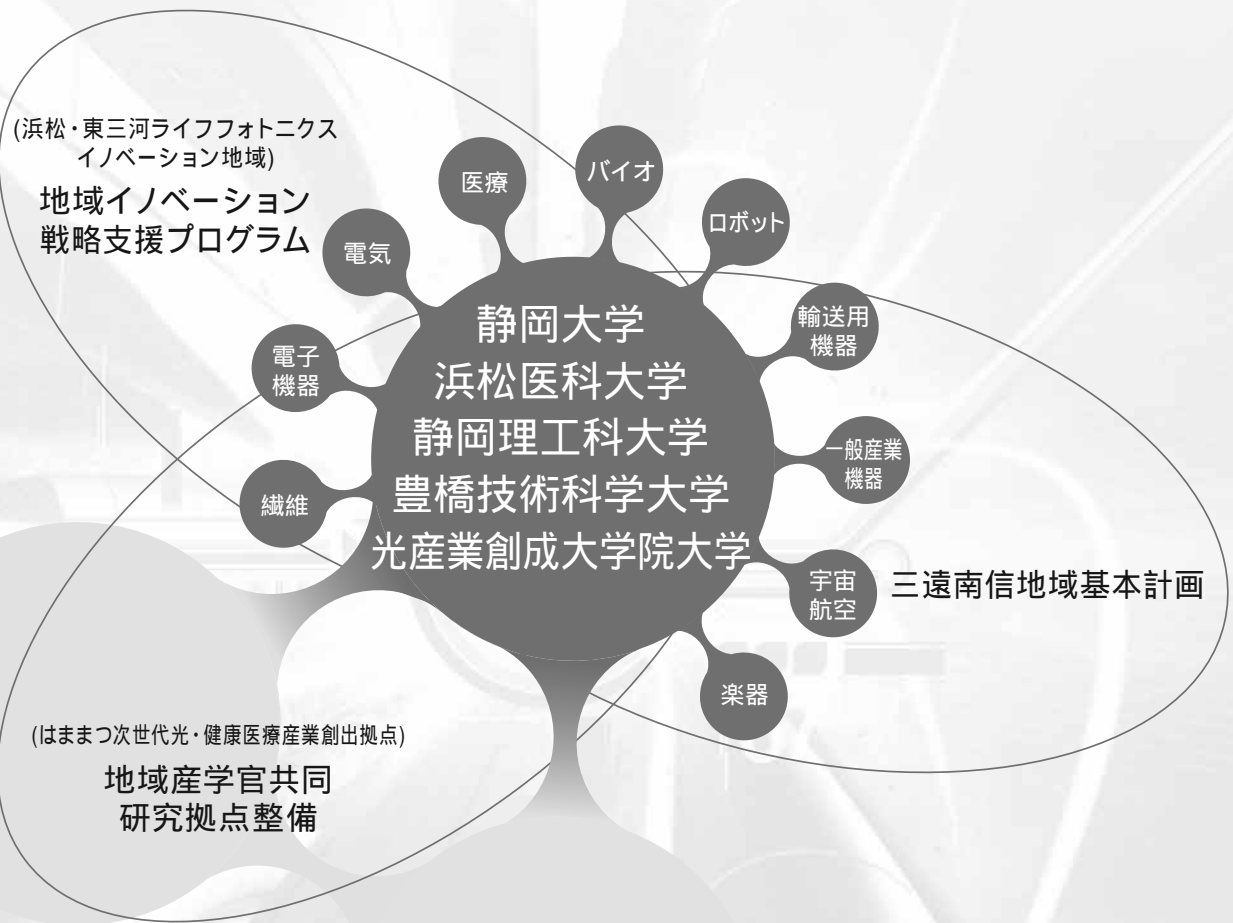 (浜松・東三河ライフフォトニクス
イノベーション地域)
地域イノベーション
戦略支援プログラム
医療
バイオ
ロボット
電気
輸送用
機器
電子
機器
静岡大学
浜松医科大学
静岡理工科大学
豊橋技術科学大学
光産業創成大学院大学
一般産業
機器
繊維
宇宙
航空
三遠南信地域基本計画
楽器
(はままつ次世代光・健康医療産業創出拠点)
地域産学官共同
研究拠点整備